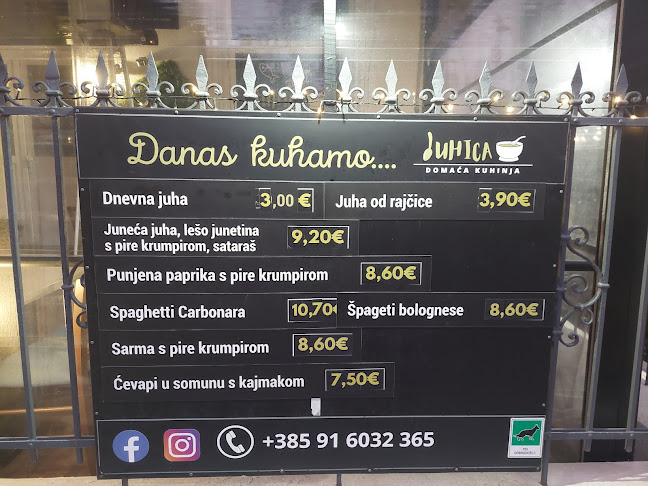 Danas kuhamo....
JUHICA
DOMAĆA KUHINJA
Dnevna juha 3,00 €
Juha od rajčice 3,90€
Juneća juha, lešo junetina
s pire krumpirom, sataraš 9,20€
Punjena paprika s pire krumpirom 8,60€
Spaghetti Carbonara 10,70€
Špageti bolognese 8,60€
Sarma s pire krumpirom 8,60€
Ćevapi u somunu s kajmakom 7,50€
+385 91 6032 365